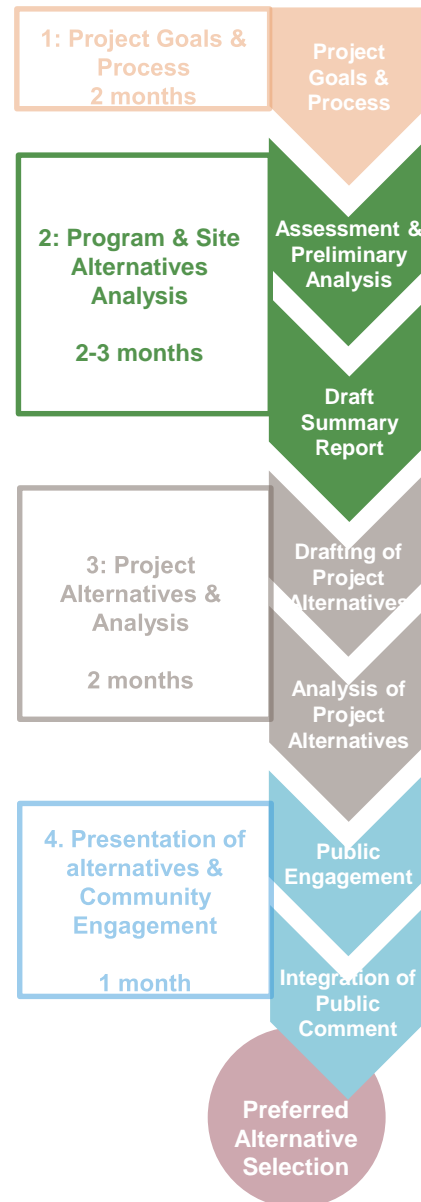 1: Project Goals &
Process
2 months
Project
Goals &
Process
2: Program & Site
Alternatives
Analysis
2-3 months
Assessment &
Preliminary
Analysis
Draft
Summary
Report
3: Project
Alternatives &
Analysis
2 months
Drafting of
Project
Alternatives
Analysis of
Project
Alternatives
4. Presentation of
alternatives &
Community
Engagement
1 month
Public
Engagement
Integration of
Public
Comment
Preferred
Alternative
Selection